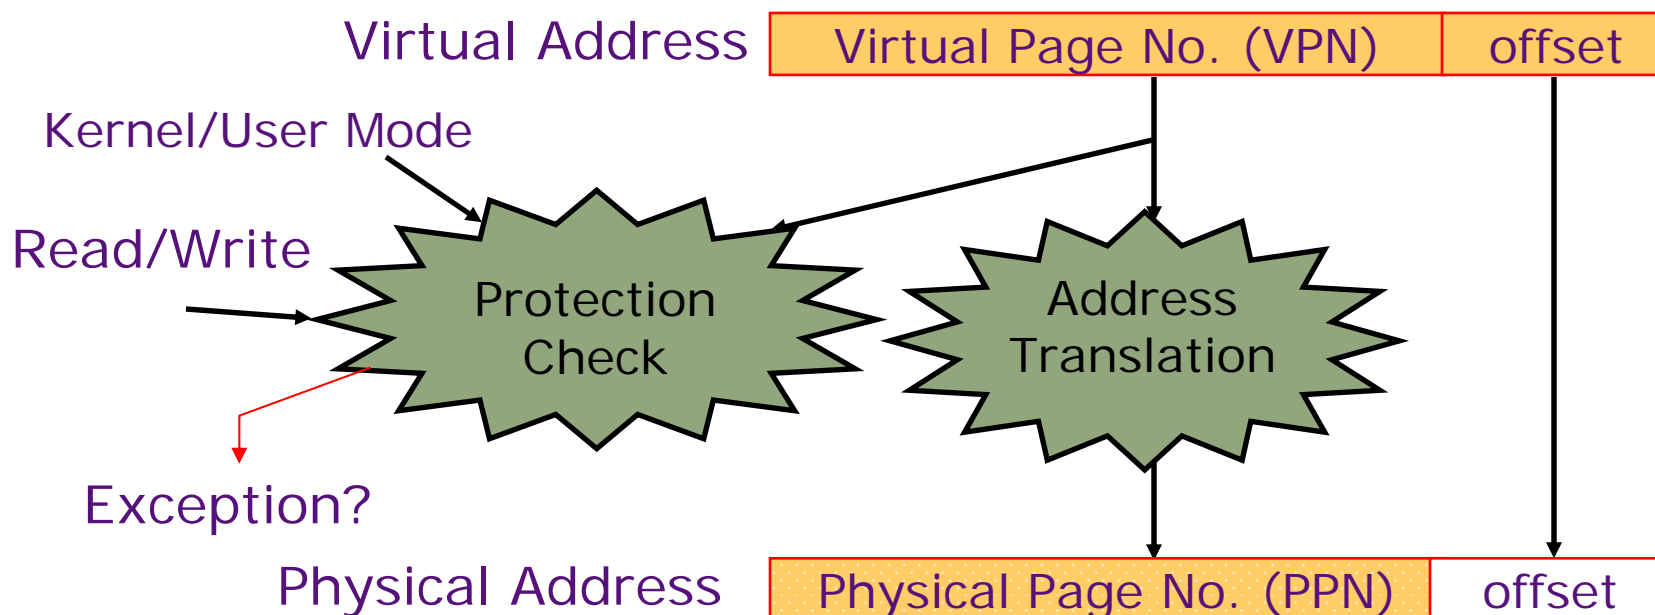 Virtual Address
Virtual Page No. (VPN)
offset
Kernel/User Mode
Read/Write
Protection
Check
Address
Translation
Exception?
Physical Address
Physical Page No. (PPN)
offset